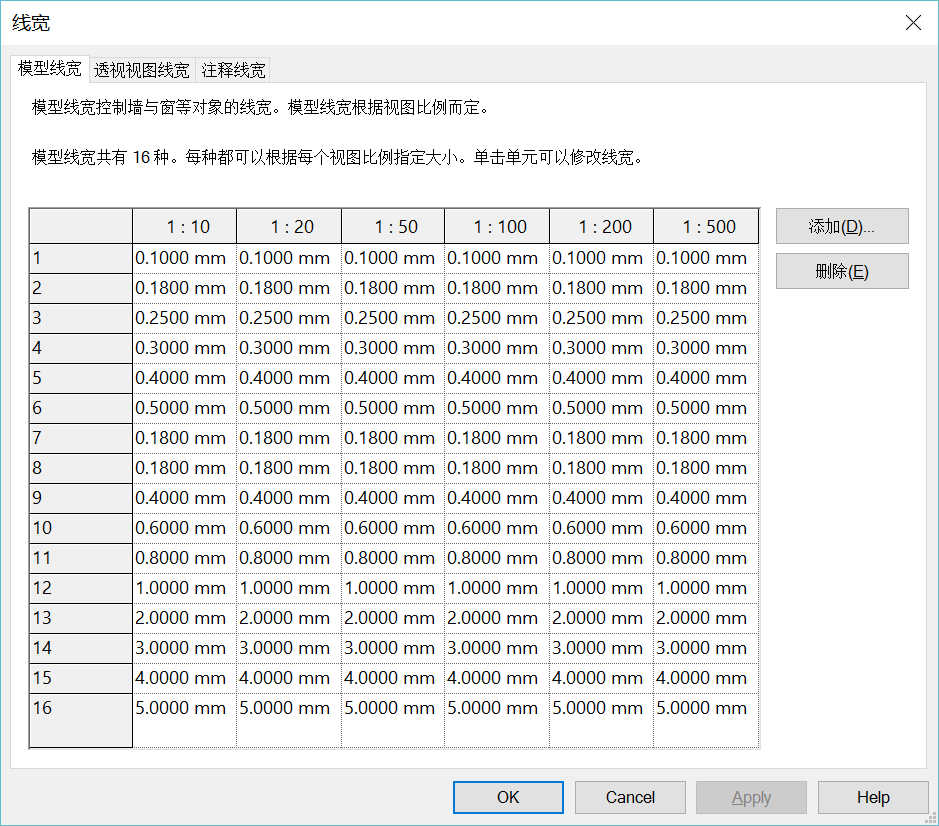 线宽
模型线宽 透视视图线宽 注释线宽
模型线宽控制墙与窗等对象的线宽。模型线宽根据视图比例而定。
模型线宽共有 16 种。每种都可以根据每个视图比例指定大小。单击单元可以修改线宽。
1 : 10 1 : 20 1 : 50 1 : 100 1 : 200 1 : 500
1 0.1000 mm 0.1000 mm 0.1000 mm 0.1000 mm 0.1000 mm 0.1000 mm
2 0.1800 mm 0.1800 mm 0.1800 mm 0.1800 mm 0.1800 mm 0.1800 mm
3 0.2500 mm 0.2500 mm 0.2500 mm 0.2500 mm 0.2500 mm 0.2500 mm
4 0.3000 mm 0.3000 mm 0.3000 mm 0.3000 mm 0.3000 mm 0.3000 mm
5 0.4000 mm 0.4000 mm 0.4000 mm 0.4000 mm 0.4000 mm 0.4000 mm
6 0.5000 mm 0.5000 mm 0.5000 mm 0.5000 mm 0.5000 mm 0.5000 mm
7 0.1800 mm 0.1800 mm 0.1800 mm 0.1800 mm 0.1800 mm 0.1800 mm
8 0.1800 mm 0.1800 mm 0.1800 mm 0.1800 mm 0.1800 mm 0.1800 mm
9 0.4000 mm 0.4000 mm 0.4000 mm 0.4000 mm 0.4000 mm 0.4000 mm
10 0.6000 mm 0.6000 mm 0.6000 mm 0.6000 mm 0.6000 mm 0.6000 mm
11 0.8000 mm 0.8000 mm 0.8000 mm 0.8000 mm 0.8000 mm 0.8000 mm
12 1.0000 mm 1.0000 mm 1.0000 mm 1.0000 mm 1.0000 mm 1.0000 mm
13 2.0000 mm 2.0000 mm 2.0000 mm 2.0000 mm 2.0000 mm 2.0000 mm
14 3.0000 mm 3.0000 mm 3.0000 mm 3.0000 mm 3.0000 mm 3.0000 mm
15 4.0000 mm 4.0000 mm 4.0000 mm 4.0000 mm 4.0000 mm 4.0000 mm
16 5.0000 mm 5.0000 mm 5.0000 mm 5.0000 mm 5.0000 mm 5.0000 mm
添加(D)...
删除(E)
OK Cancel Apply Help